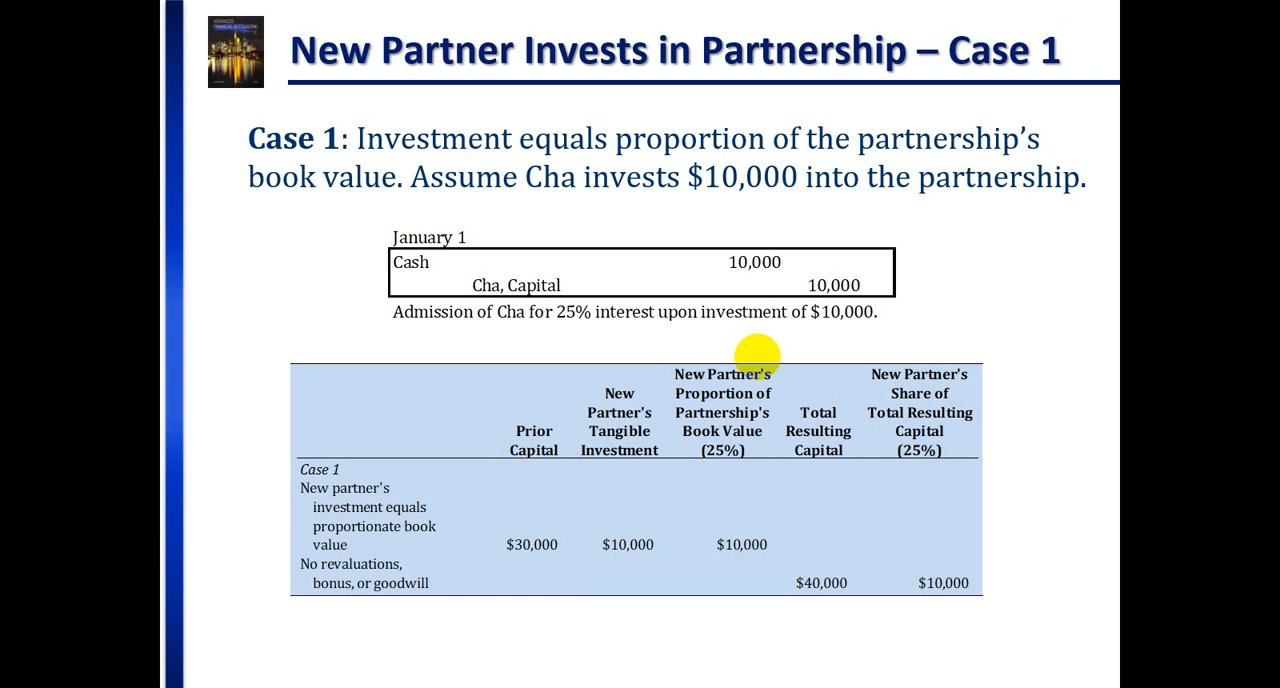 New Partner Invests in Partnership – Case 1
Case 1: Investment equals proportion of the partnership’s
book value. Assume Cha invests $10,000 into the partnership.
January 1
Cash 10,000
Cha, Capital 10,000
Admission of Cha for 25% interest upon investment of $10,000.
Prior
Capital
New
Partner's
Tangible
Investment
New Partner's
Proportion of
Partnership's
Book Value
(25%)
Total
Resulting
Capital
New Partner's
Share of
Total Resulting
Capital
(25%)
Case 1
New partner's
investment equals
proportionate book
value $30,000 $10,000 $10,000
No revaluations,
bonus, or goodwill $40,000 $10,000